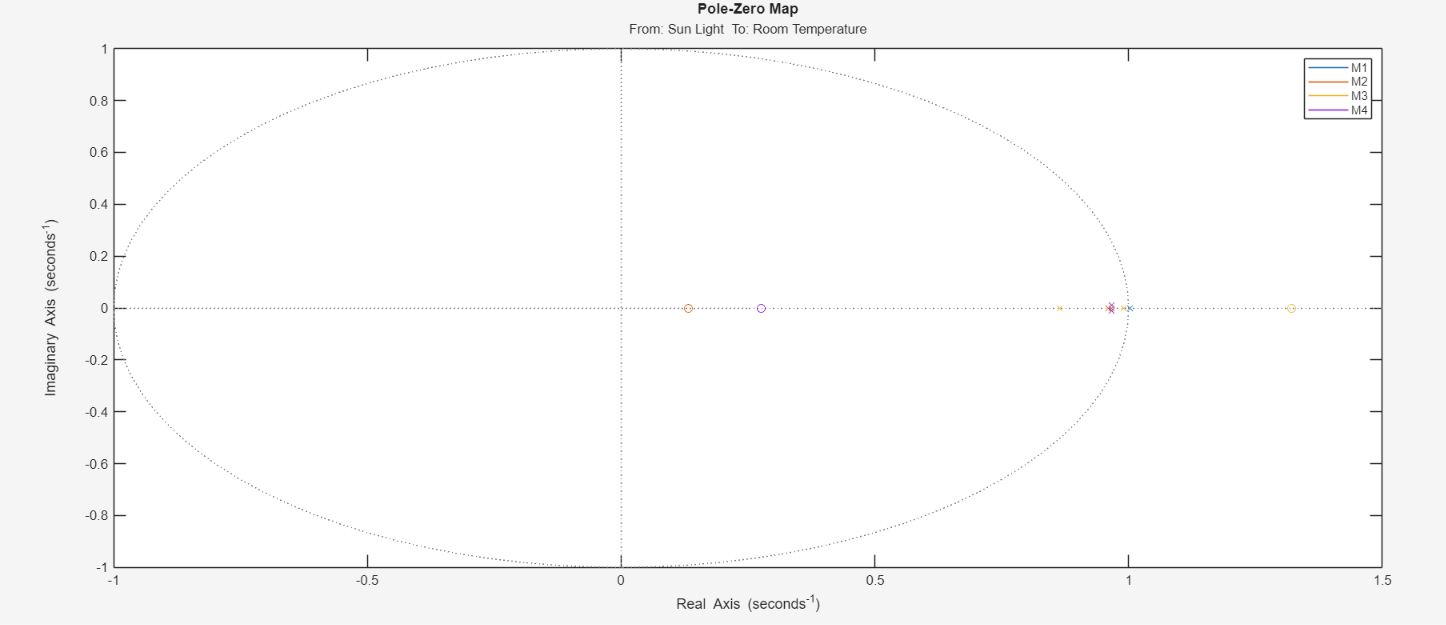 Pole-Zero Map
From: Sun Light To: Room Temperature
M1
M2
M3
M4
1
0.8
0.6
0.4
0.2
0
-0.2
-0.4
-0.6
-0.8
-1
Imaginary Axis (seconds⁻¹)
-1
-0.5
0
0.5
1
1.5
Real Axis (seconds⁻¹)